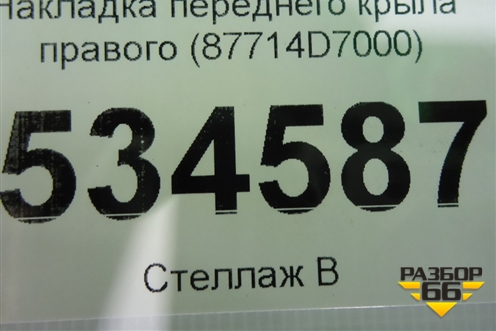 Накладка переднего крыла
правого (87714D7000)
534587
Стеллаж В
РАЗБОР
66